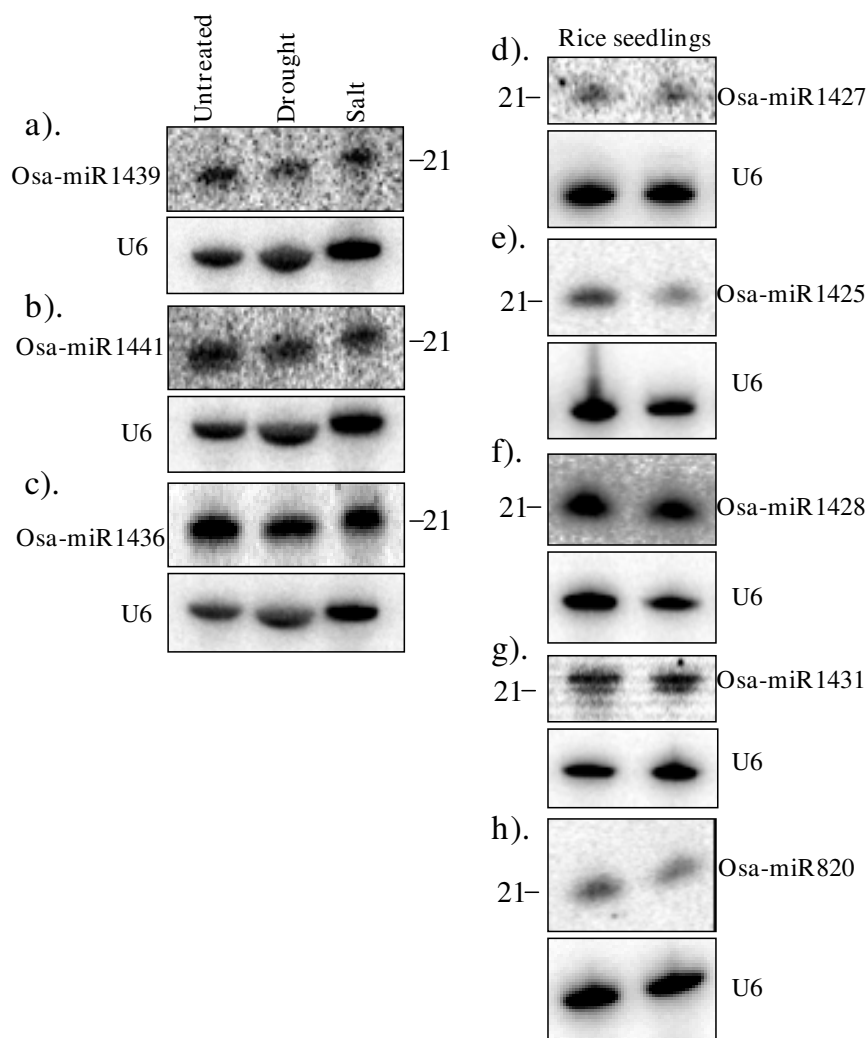 Untreated
Drought
Salt
a).
Osa-miR1439
–21
U6
b).
Osa-miR1441
–21
U6
c).
Osa-miR1436
–21
U6
Rice seedlings
d).
21–
Osa-miR1427
U6
e).
21–
Osa-miR1425
U6
f).
21–
Osa-miR1428
U6
g).
21–
Osa-miR1431
U6
h).
21–
Osa-miR820
U6